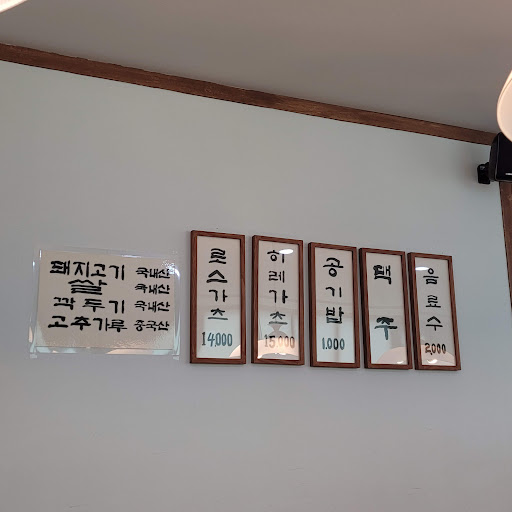 돼지고기 국내산
쌀 국내산
깍두기 국내산
고추가루 중국산
로스가츠
14,000
히레가츠
15,000
공기밥
1,000
맥주
음료수
2,000